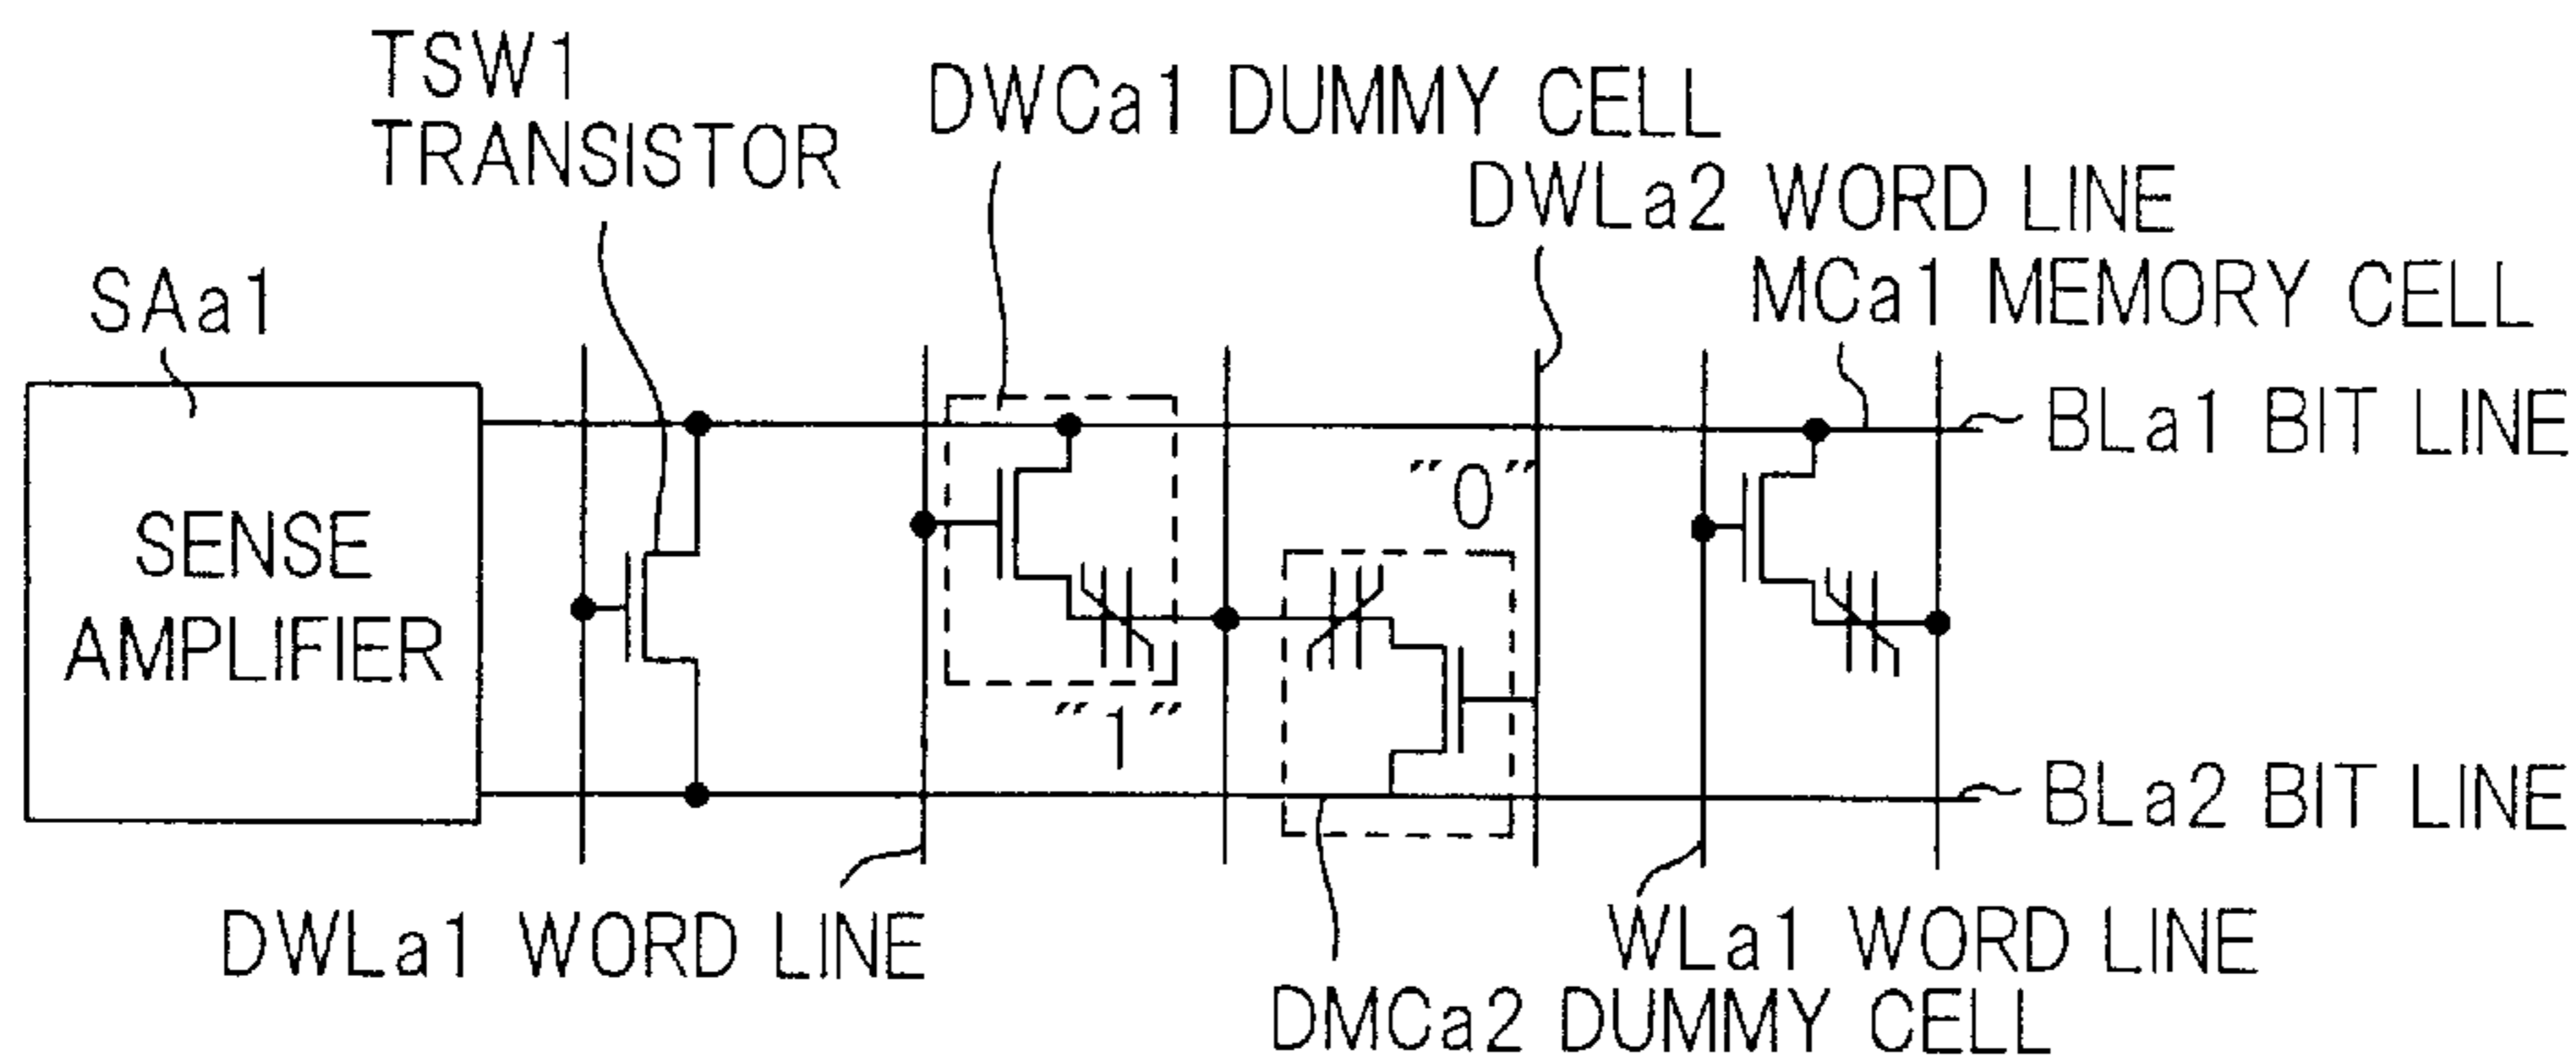 TSW1
TRANSISTOR
DWCa1 DUMMY CELL
DWLa2 WORD LINE
MCa1 MEMORY CELL
SAa1
BLa1 BIT LINE
"0"
SENSE
AMPLIFIER
"1"
BLa2 BIT LINE
DWLa1 WORD LINE
WLa1 WORD LINE
DMCa2 DUMMY CELL